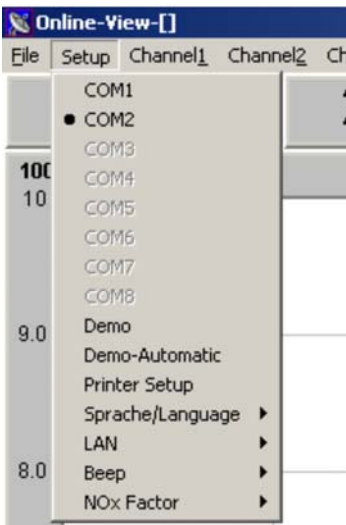 Online-View-[]
File Setup Channel1 Channel2
COM1
COM2
COM3
COM4
COM5
COM6
COM7
COM8
Demo
Demo-Automatic
Printer Setup
Sprache/Language
LAN
Beep
NOx Factor
100
10
9.0
8.0